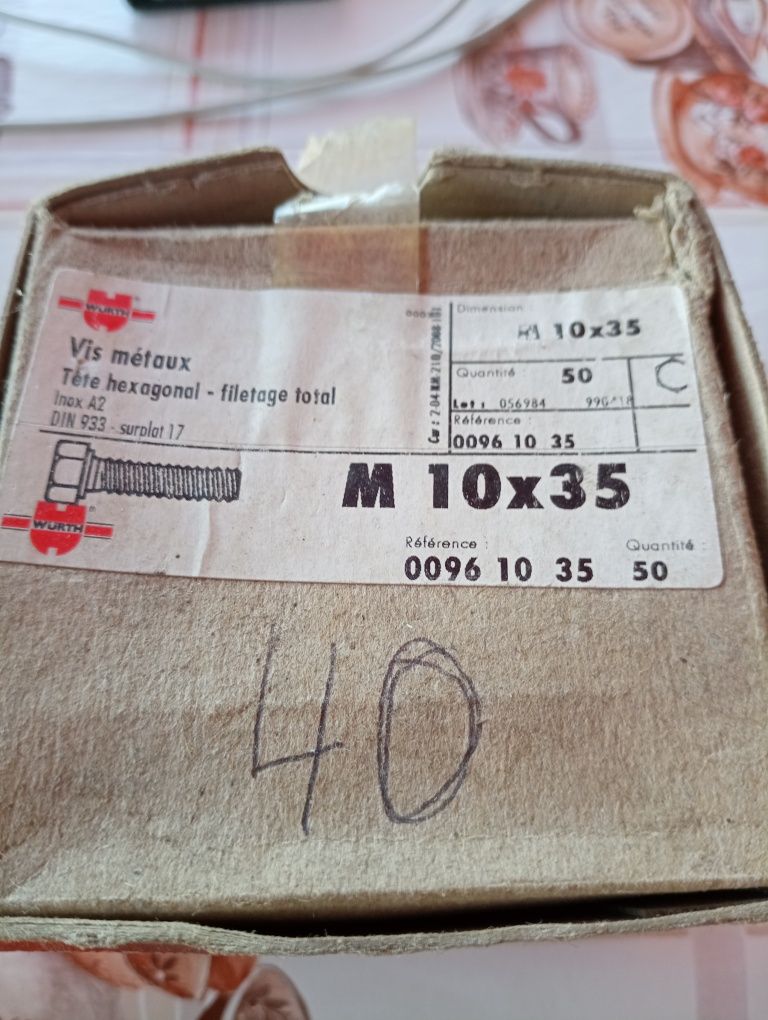 WURTH
Vis métaux
Tête hexagonal - filetage total
Inox A2
DIN 933 - surplat 17
Dimension :
M 10x35
Quantité : 50
C
Lot : 056984
Référence :
0096 10 35
M 10x35
WÜRTH
Référence :
0096 10 35
Quantité :
50
40